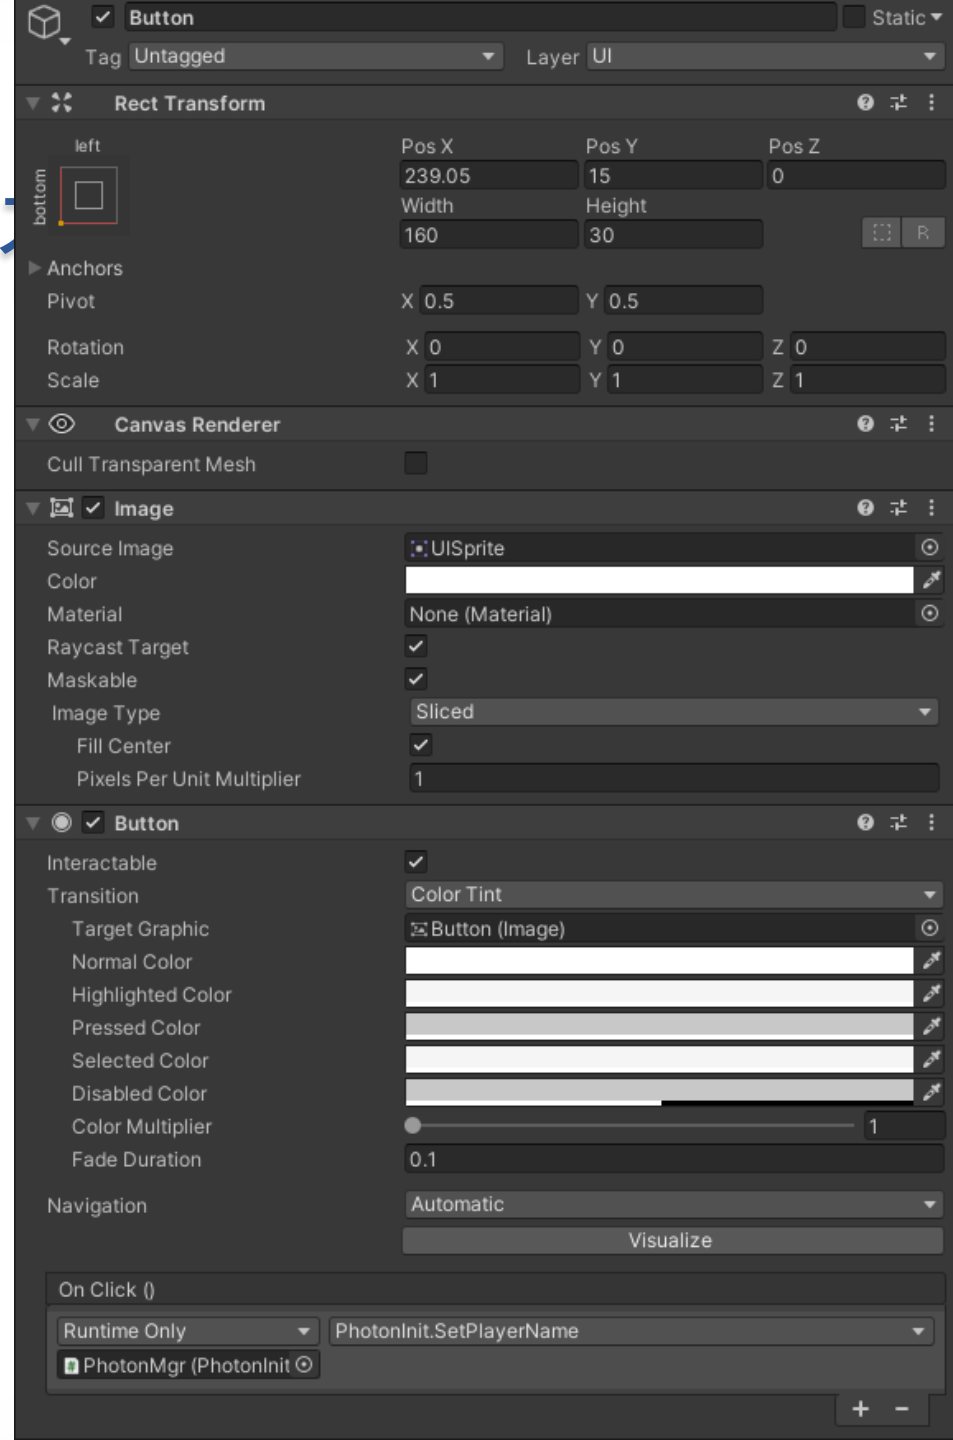 Button Static
Tag Untagged Layer UI
Rect Transform
left
bottom
Pos X Pos Y Pos Z
239.05 15 0
Width Height
160 30
R
Anchors
Pivot X 0.5 Y 0.5
Rotation X 0 Y 0 Z 0
Scale X 1 Y 1 Z 1
Canvas Renderer
Cull Transparent Mesh
Image
Source Image UISprite
Color
Material None (Material)
Raycast Target
Maskable
Image Type Sliced
Fill Center
Pixels Per Unit Multiplier 1
Button
Interactable
Transition Color Tint
Target Graphic Button (Image)
Normal Color
Highlighted Color
Pressed Color
Selected Color
Disabled Color
Color Multiplier 1
Fade Duration 0.1
Navigation Automatic
Visualize
On Click ()
Runtime Only PhotonInit.SetPlayerName
PhotonMgr (PhotonInit
+ −